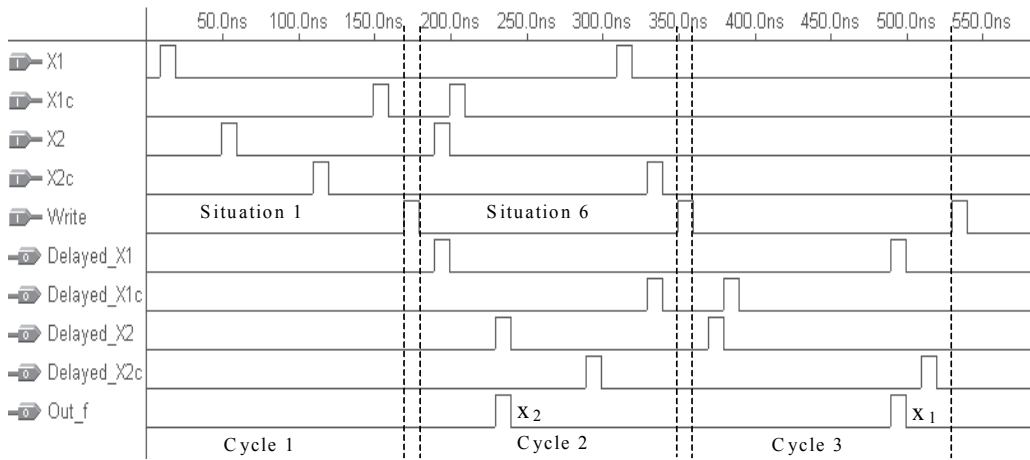 50.0ns 100.0ns 150.0ns 200.0ns 250.0ns 300.0ns 350.0ns 400.0ns 450.0ns 500.0ns 550.0ns
X1
X1c
X2
X2c
Situation 1 Situation 6
Write
Delayed_X1
Delayed_X1c
Delayed_X2
Delayed_X2c
Out_f x2 x1
Cycle 1 Cycle 2 Cycle 3